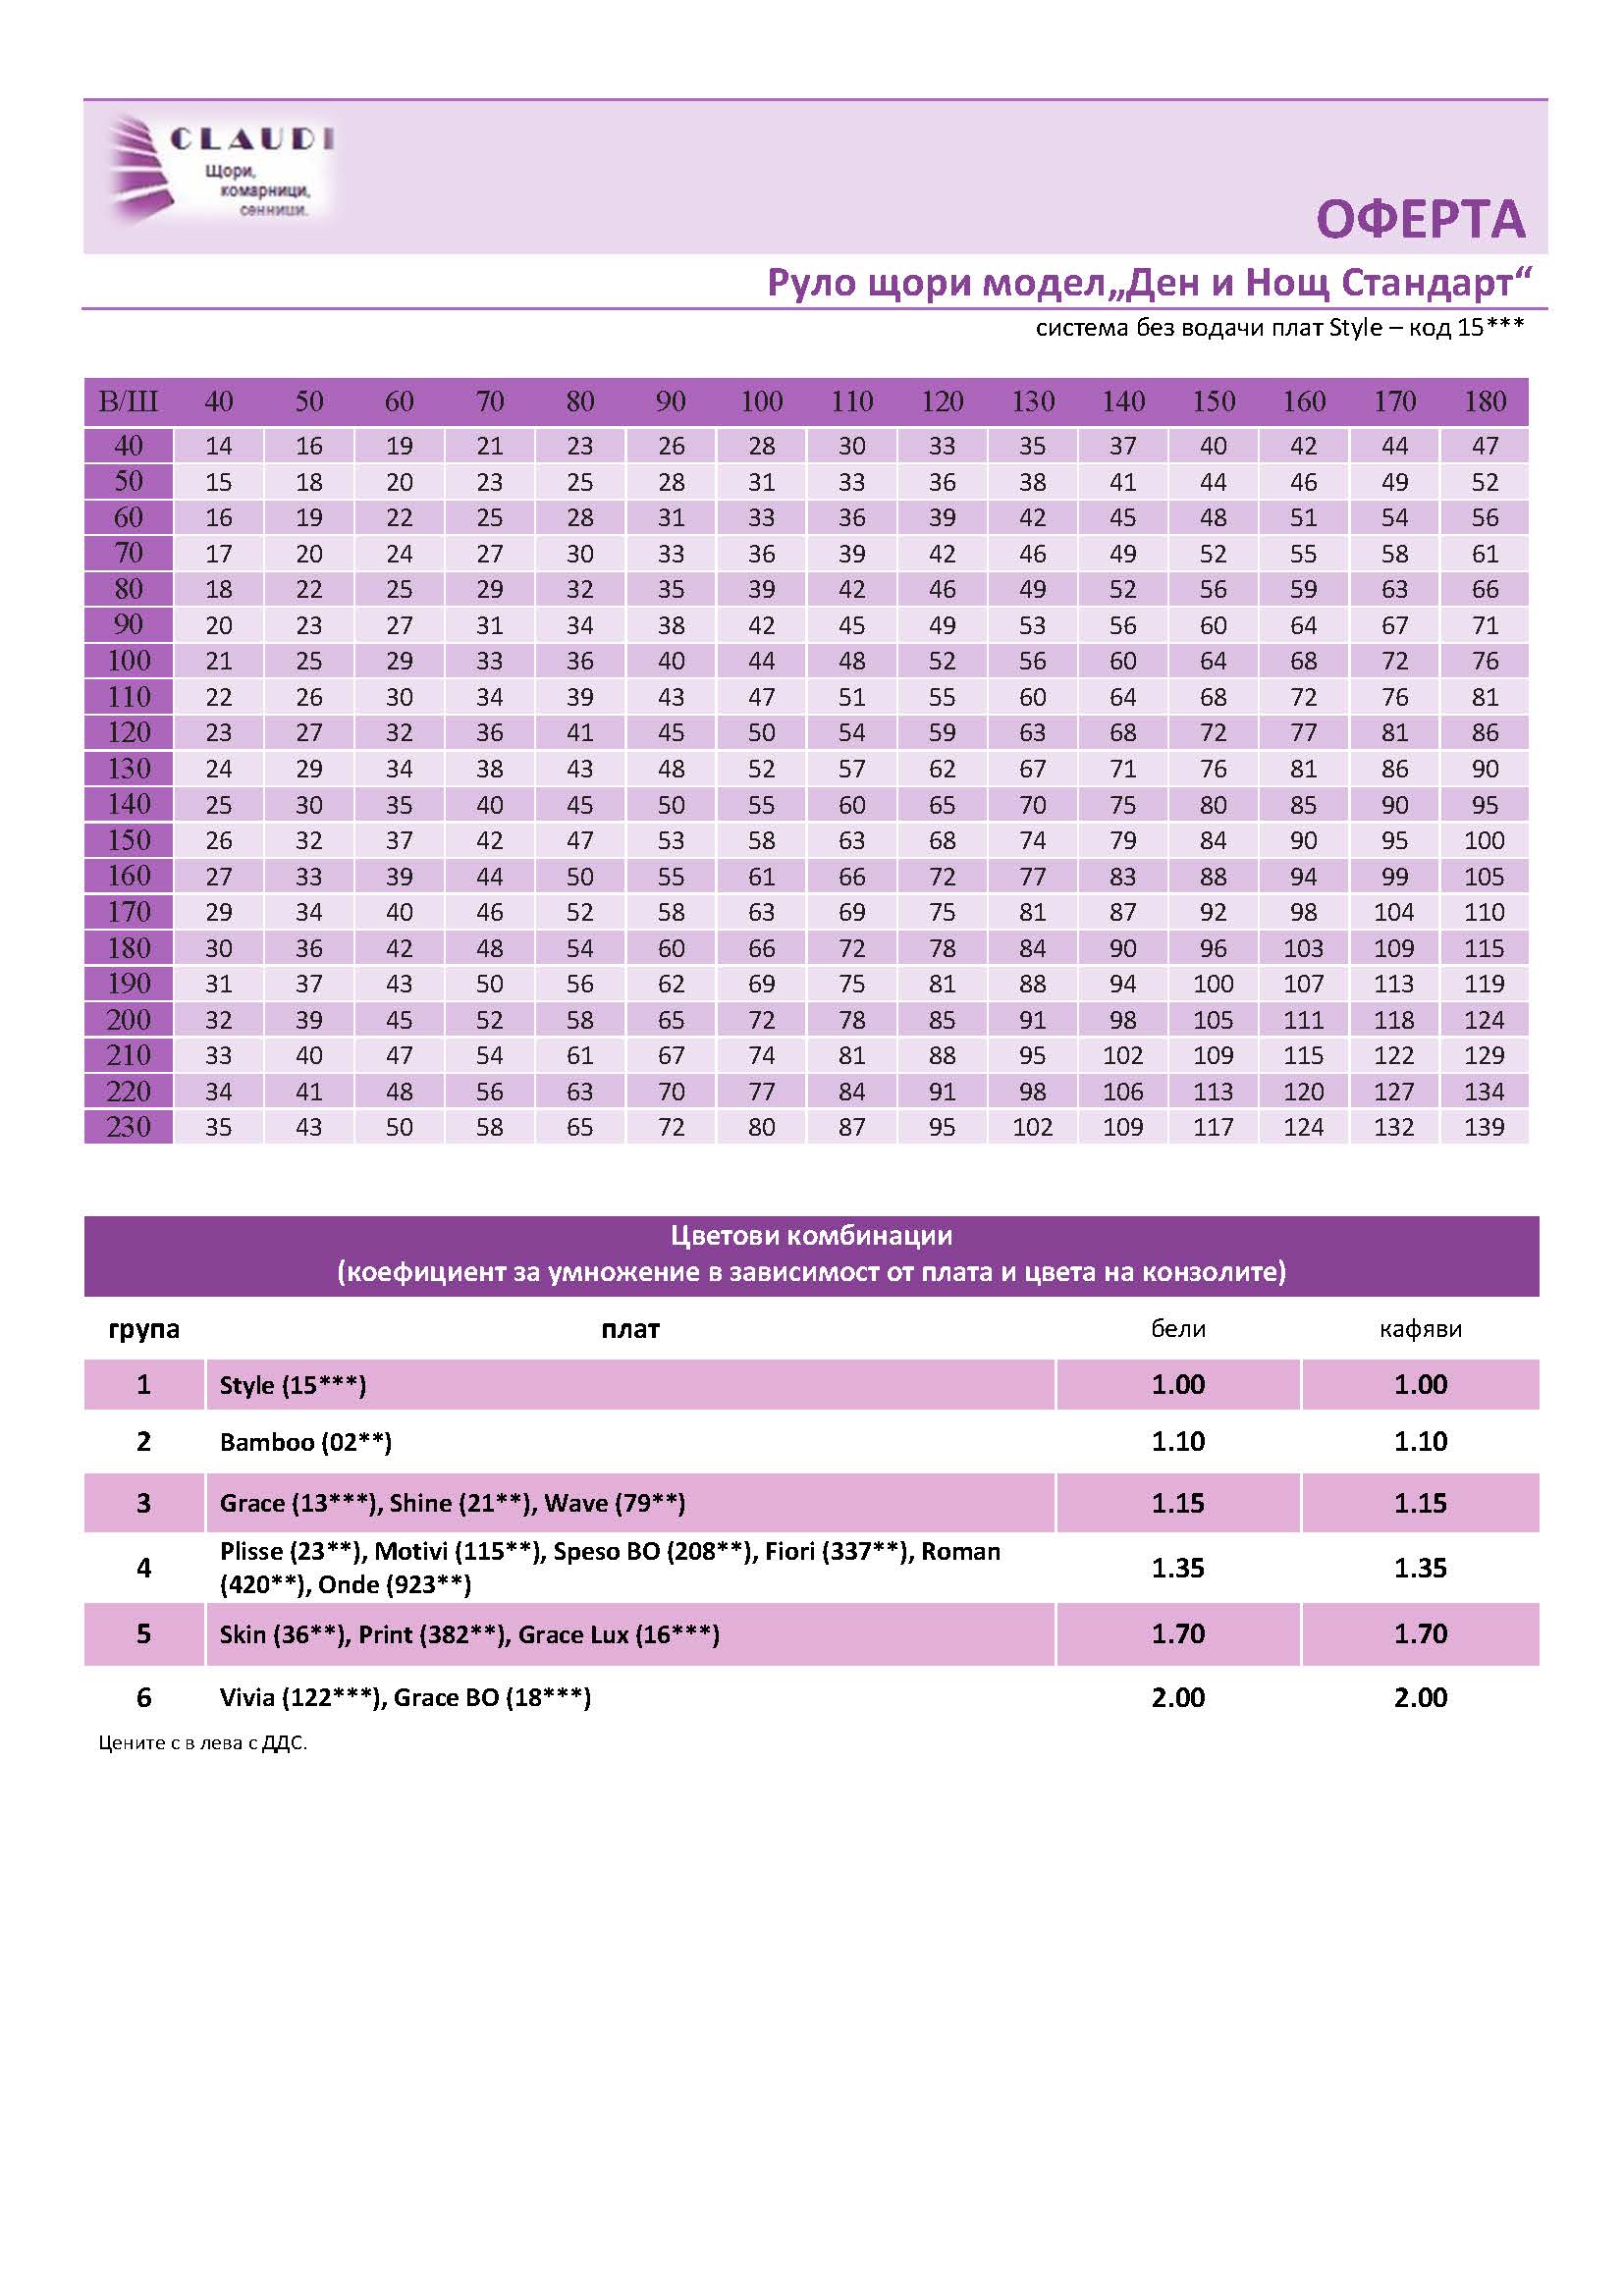 CLAUDI
Щори,
комарници,
сенници.
ОФЕРТА
Руло щори модел„Ден и Нощ Стандарт“
система без водачи плат Style – код 15***
В/Ш 40 50 60 70 80 90 100 110 120 130 140 150 160 170 180
40 14 16 19 21 23 26 28 30 33 35 37 40 42 44 47
50 15 18 20 23 25 28 31 33 36 38 41 44 46 49 52
60 16 19 22 25 28 31 33 36 39 42 45 48 51 54 56
70 17 20 24 27 30 33 36 39 42 46 49 52 55 58 61
80 18 22 25 29 32 35 39 42 46 49 52 56 59 63 66
90 20 23 27 31 34 38 42 45 49 53 56 60 64 67 71
100 21 25 29 33 36 40 44 48 52 56 60 64 68 72 76
110 22 26 30 34 39 43 47 51 55 60 64 68 72 76 81
120 23 27 32 36 41 45 50 54 59 63 68 72 77 81 86
130 24 29 34 38 43 48 52 57 62 67 71 76 81 86 90
140 25 30 35 40 45 50 55 60 65 70 75 80 85 90 95
150 26 32 37 42 47 53 58 63 68 74 79 84 90 95 100
160 27 33 39 44 50 55 61 66 72 77 83 88 94 99 105
170 29 34 40 46 52 58 63 69 75 81 87 92 98 104 110
180 30 36 42 48 54 60 66 72 78 84 90 96 103 109 115
190 31 37 43 50 56 62 69 75 81 88 94 100 107 113 119
200 32 39 45 52 58 65 72 78 85 91 98 105 111 118 124
210 33 40 47 54 61 67 74 81 88 95 102 109 115 122 129
220 34 41 48 56 63 70 77 84 91 98 106 113 120 127 134
230 35 43 50 58 65 72 80 87 95 102 109 117 124 132 139
Цветови комбинации
(коефициент за умножение в зависимост от плата и цвета на конзолите)
група плат бели кафяви
1 Style (15***) 1.00 1.00
2 Bamboo (02**) 1.10 1.10
3 Grace (13***), Shine (21**), Wave (79**) 1.15 1.15
4 Plisse (23**), Motivi (115**), Speso BO (208**), Fiori (337**), Roman
(420**), Onde (923**) 1.35 1.35
5 Skin (36**), Print (382**), Grace Lux (16***) 1.70 1.70
6 Vivia (122***), Grace BO (18***) 2.00 2.00
Цените с в лева с ДДС.